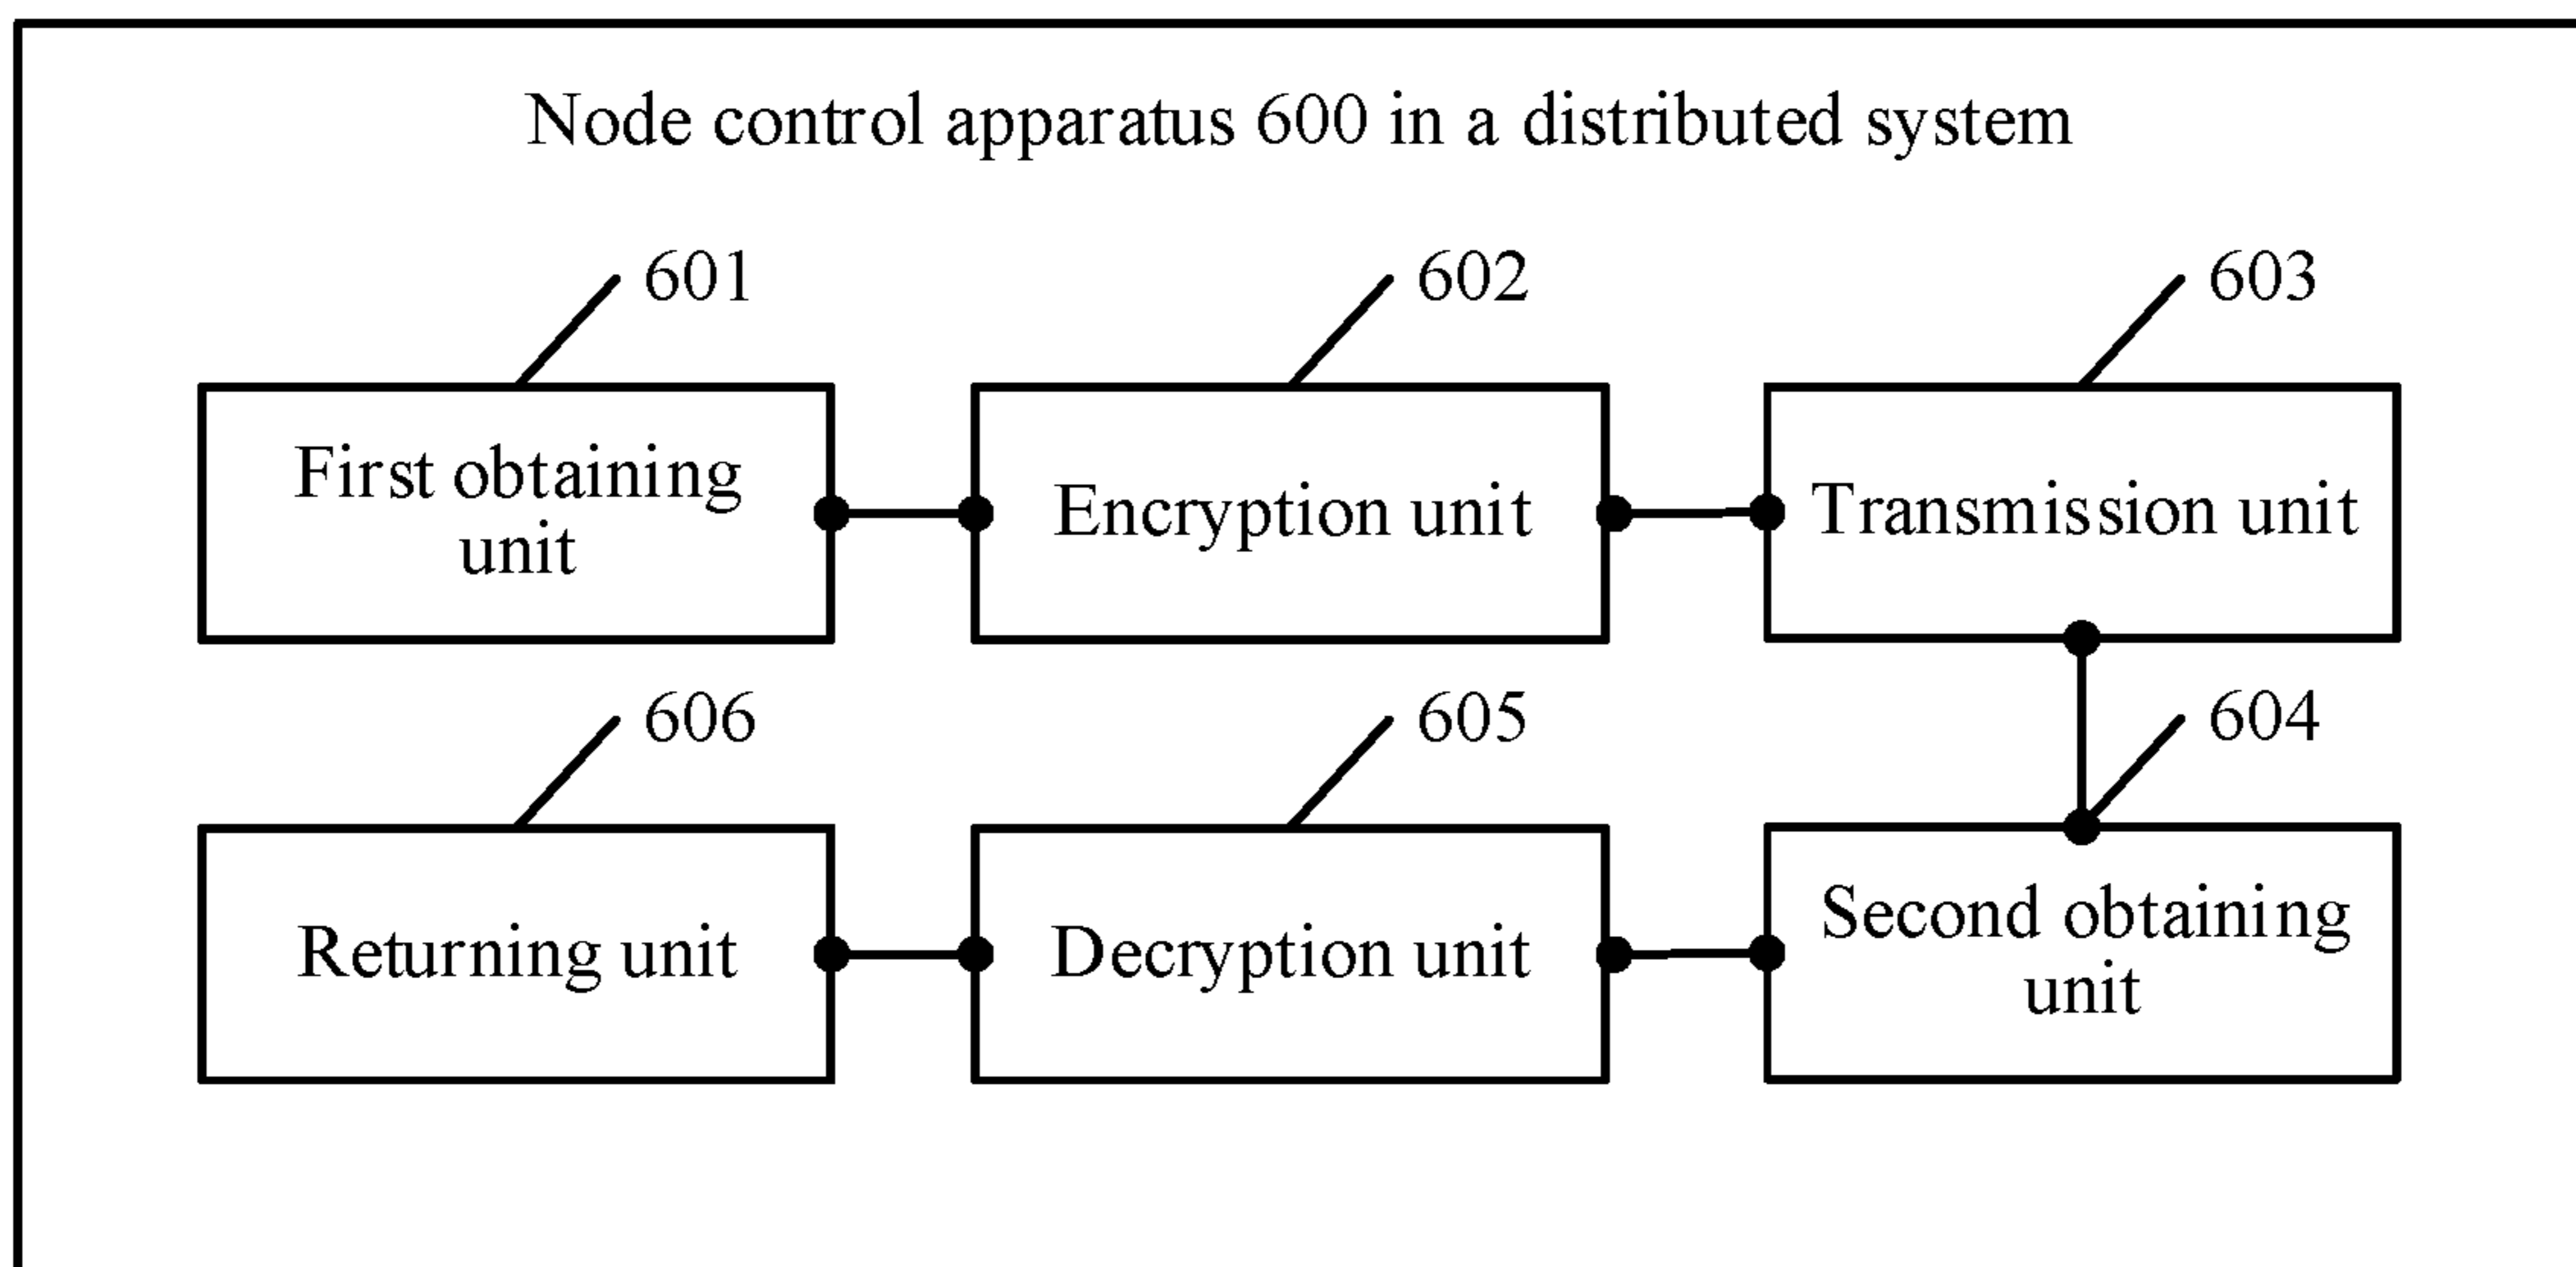 Node control apparatus 600 in a distributed system
601
602
603
First obtaining
unit
Encryption unit
Transmission unit
606
605
604
Returning unit
Decryption unit
Second obtaining
unit